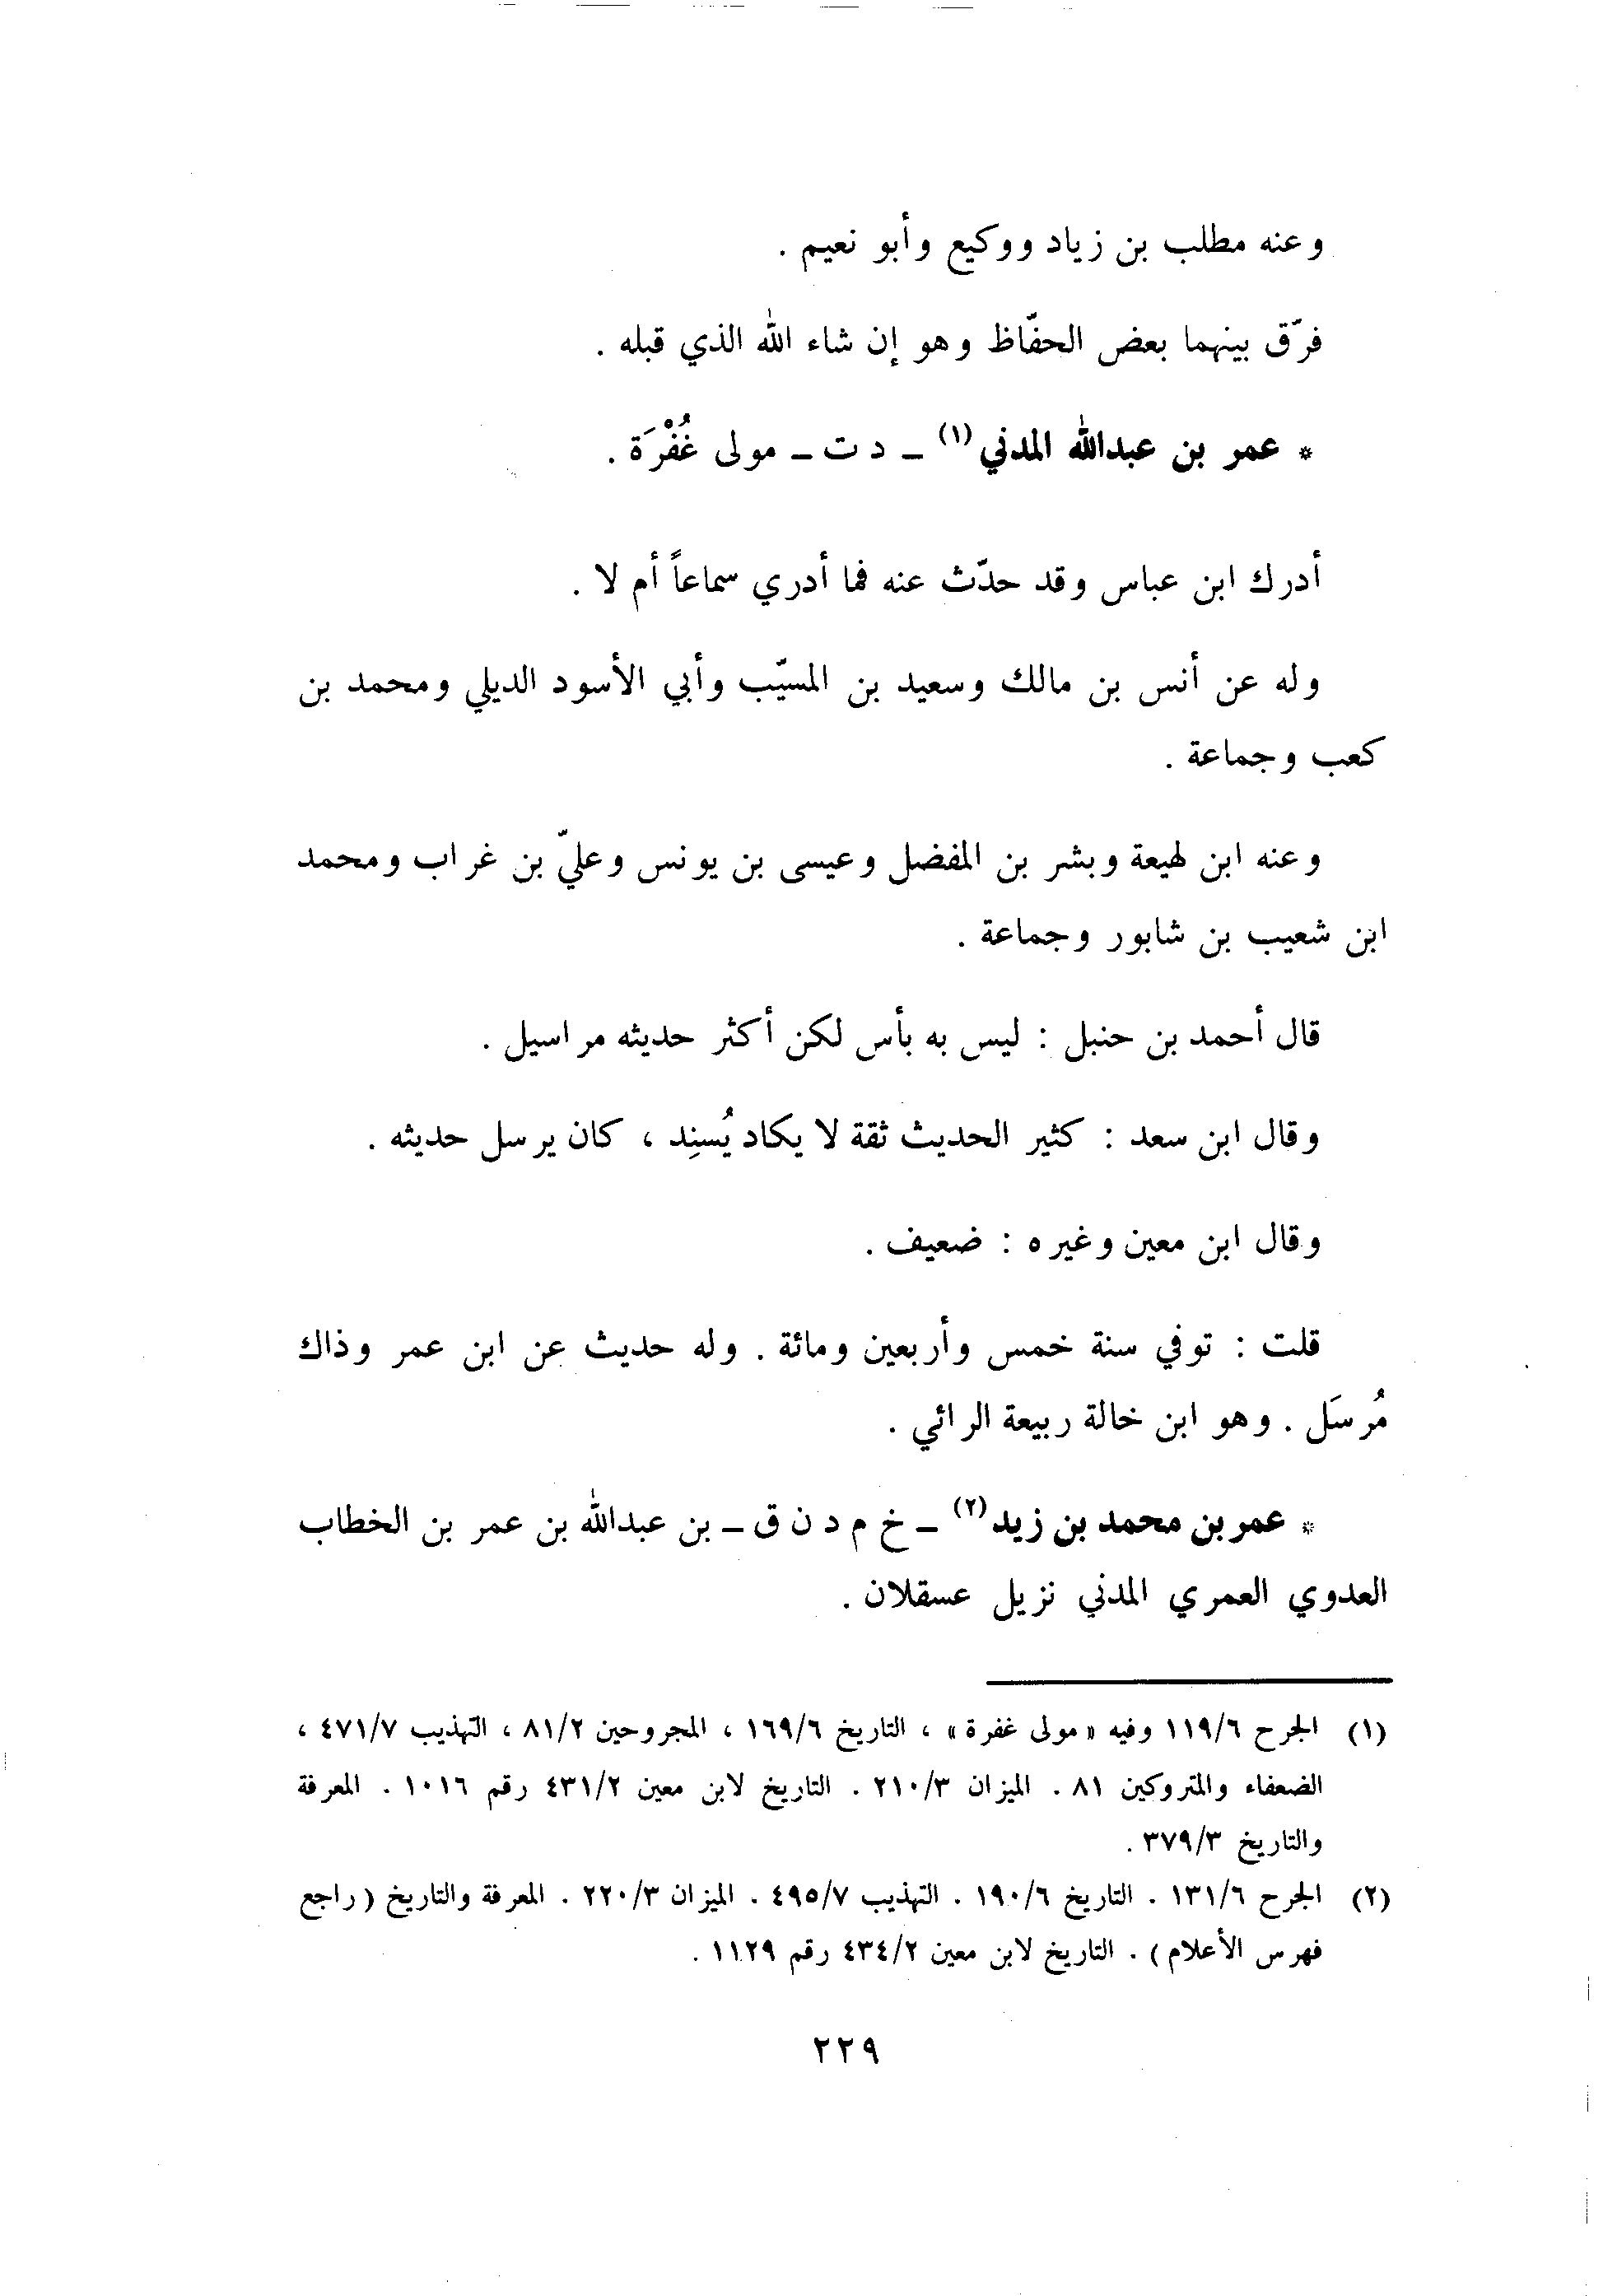 وعنه مطلب بن زياد ووكيع وأبو نعيم .
فرّق بينهما بعض الحفّاظ وهو إن شاء الله الذي قبله .
* عمر بن عبدالله المدني (١) ــ د ت ــ مولى غُفْرَة .
أدرك ابن عباس وقد حدّث عنه فما أدري سماعاً أم لا .
وله عن أنس بن مالك وسعيد بن المسيّب وأبي الأسود الديلي ومحمد بن
كعب وجماعة .
وعنه ابن لهيعة وبشر بن المفضل وعيسى بن يونس وعليّ بن غراب ومحمد
ابن شعيب بن شابور وجماعة .
قال أحمد بن حنبل : ليس به بأس لكن أكثر حديثه مراسيل .
وقال ابن سعد : كثير الحديث ثقة لا يكاد يُسنِد ، كان يرسل حديثه .
وقال ابن معين وغيره : ضعيف .
قلت : توفي سنة خمس وأربعين ومائة . وله حديث عن ابن عمر وذاك
مُرسَل . وهو ابن خالة ربيعة الرائي .
* عمر بن محمد بن زيد (٢) ــ خ م د ن ق ــ بن عبدالله بن عمر بن الخطاب
العدوي العمري المدني نزيل عسقلان .
(١) الجرح ١١٩/٦ وفيه « مولى غفرة » ، التاريخ ١٦٩/٦ ، المجروحين ٨١/٢ ، التهذيب ٤٧١/٧ ،
الضعفاء والمتروكين ٨١ . الميزان ٢١٠/٣ . التاريخ لابن معين ٤٣١/٢ رقم ١٠١٦ . المعرفة
والتاريخ ٣٧٩/٣ .
(٢) الجرح ١٣١/٦ . التاريخ ١٩٠/٦ . التهذيب ٤٩٥/٧ . الميزان ٢٢٠/٣ . المعرفة والتاريخ ( راجع
فهرس الأعلام ) . التاريخ لابن معين ٤٣٤/٢ رقم ١١٢٩ .
٢٢٩